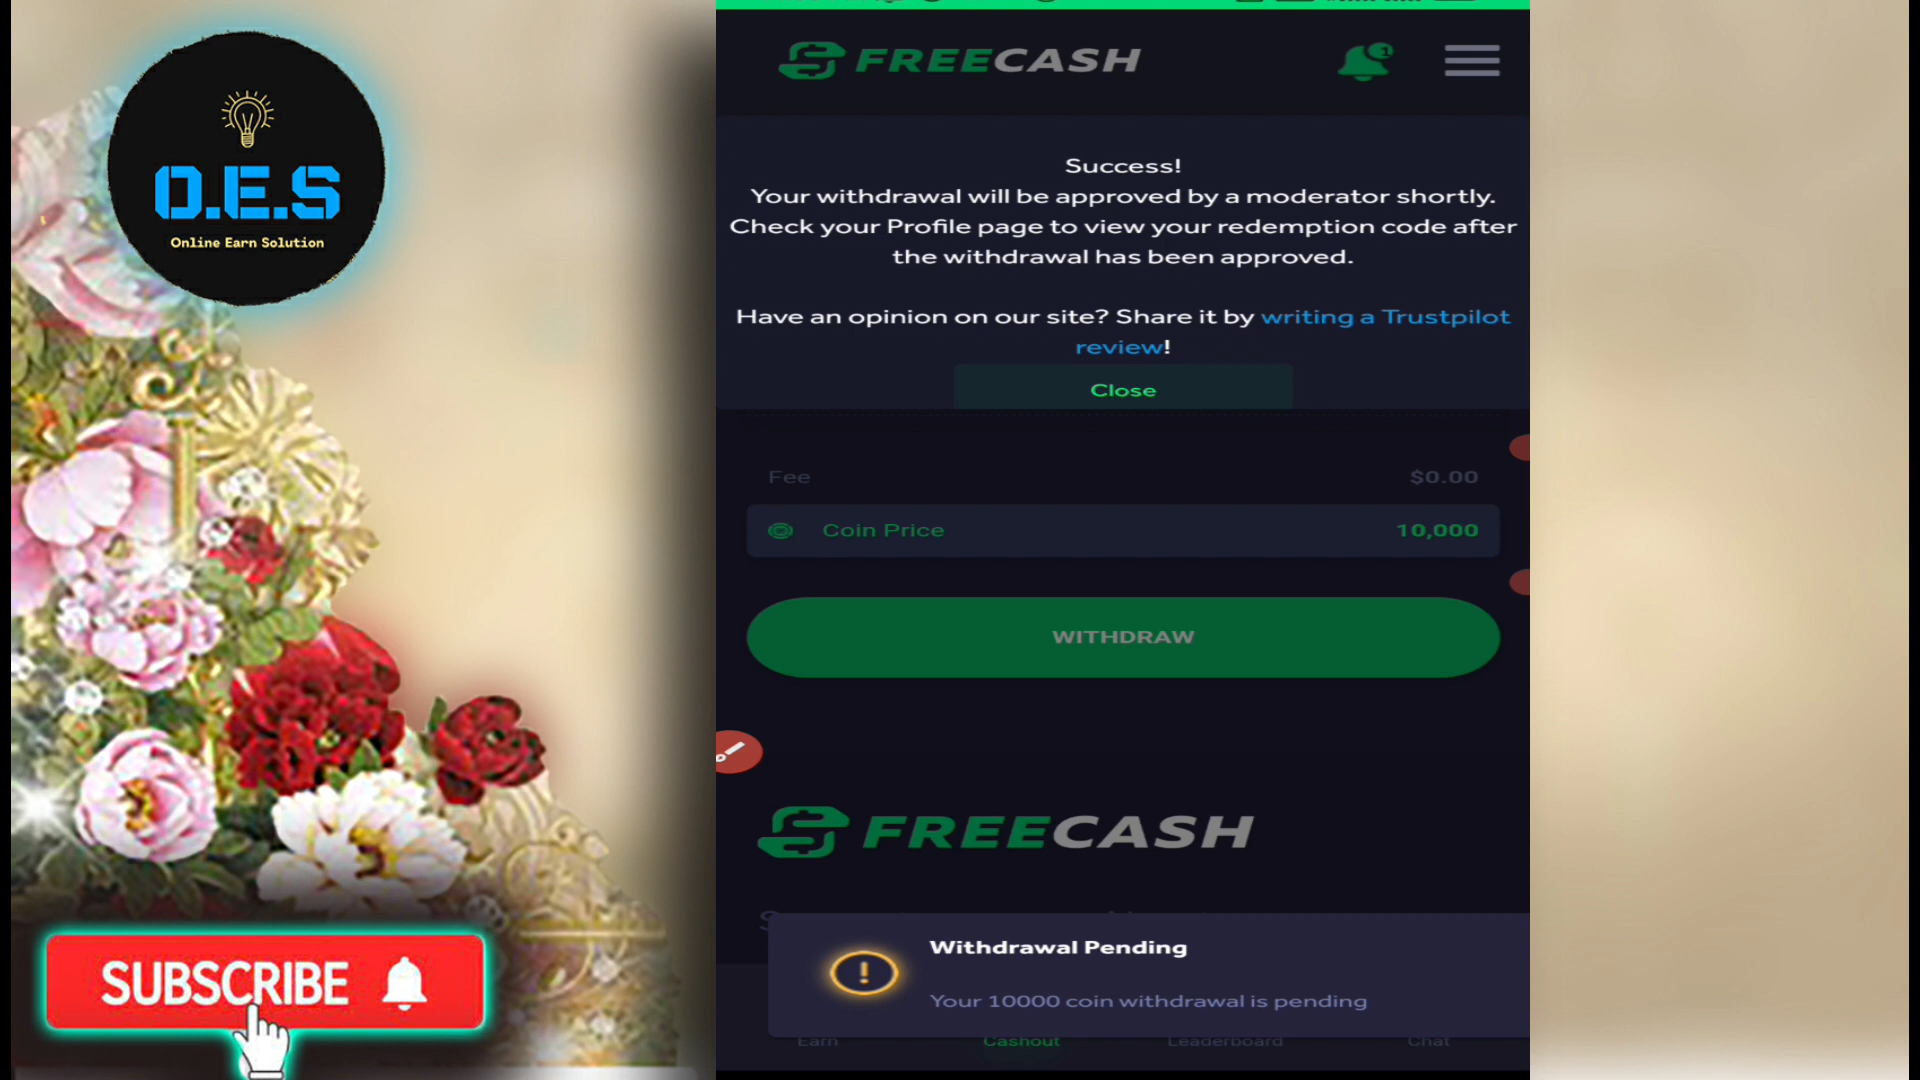 O.E.S
Online Earn Solution
SUBSCRIBE
FREECASH
1
Success!
Your withdrawal will be approved by a moderator shortly.
Check your Profile page to view your redemption code after
the withdrawal has been approved.
Have an opinion on our site? Share it by writing a Trustpilot
review!
Close
Fee $0.00
Coin Price 10,000
WITHDRAW
FREECASH
Withdrawal Pending
Your 10000 coin withdrawal is pending
Earn Cashout Leaderboard Chat